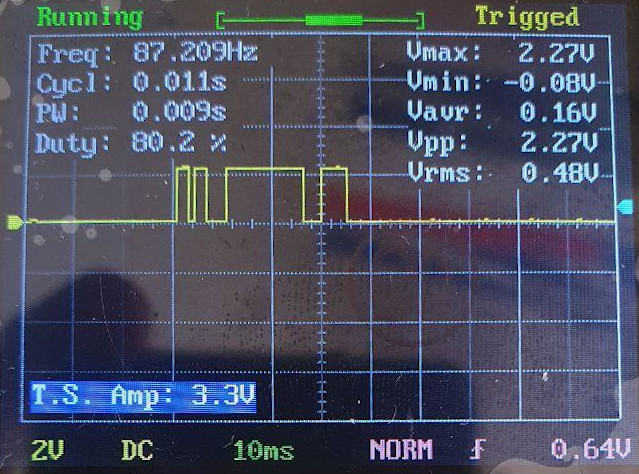 Running Triggered
Freq: 87.209Hz Vmax: 2.27V
Cycl: 0.011s Vmin: -0.08V
PW: 0.009s Vavr: 0.16V
Duty: 80.2 % Vpp: 2.27V
Vrms: 0.48V
T.S. Amp: 3.3V
2V DC 10ms NORM 0.64V